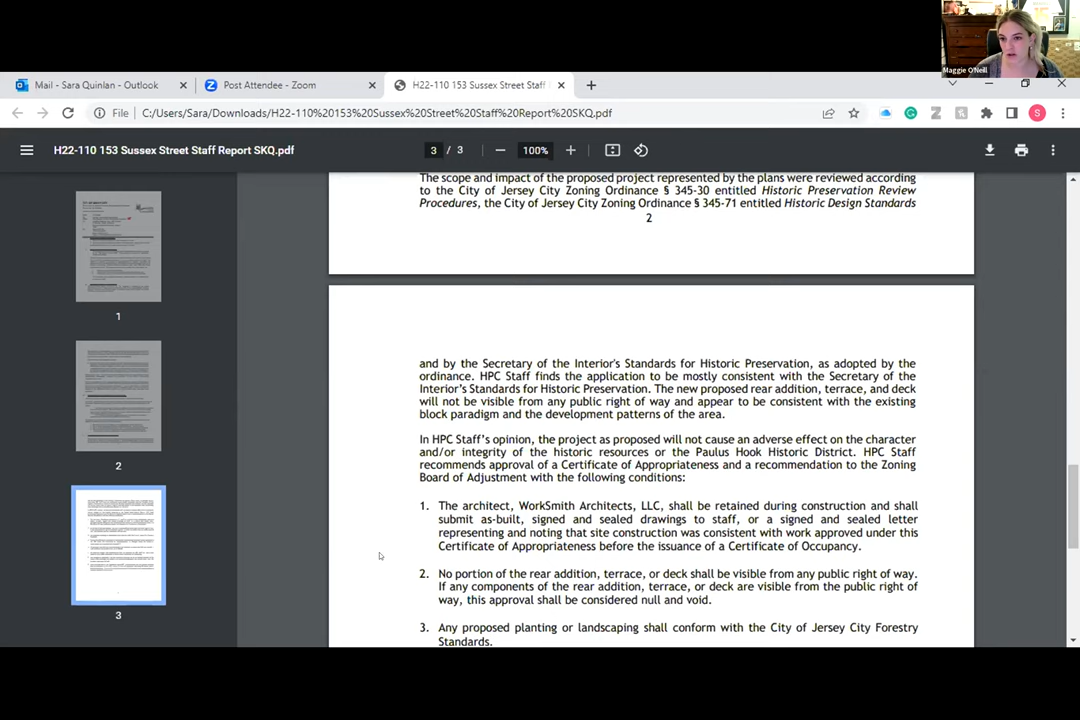 Maggie O'Neill
Mail - Sara Quinlan - Outlook
Post Attendee - Zoom
H22-110 153 Sussex Street Staff
File
C:/Users/Sara/Downloads/H22-110%20153%20Sussex%20Street%20Staff%20Report%20SKQ.pdf
S
H22-110 153 Sussex Street Staff Report SKQ.pdf
3 / 3
100%
1
2
3
The scope and impact of the proposed project represented by the plans were reviewed according
to the City of Jersey City Zoning Ordinance § 345-30 entitled Historic Preservation Review
Procedures, the City of Jersey City Zoning Ordinance § 345-71 entitled Historic Design Standards
2
and by the Secretary of the Interior's Standards for Historic Preservation, as adopted by the
ordinance. HPC Staff finds the application to be mostly consistent with the Secretary of the
Interior's Standards for Historic Preservation. The new proposed rear addition, terrace, and deck
will not be visible from any public right of way and appear to be consistent with the existing
block paradigm and the development patterns of the area.
In HPC Staff's opinion, the project as proposed will not cause an adverse effect on the character
and/or integrity of the historic resources or the Paulus Hook Historic District. HPC Staff
recommends approval of a Certificate of Appropriateness and a recommendation to the Zoning
Board of Adjustment with the following conditions:
1. The architect, WorkSmith Architects, LLC, shall be retained during construction and shall
submit as-built, signed and sealed drawings to staff, or a signed and sealed letter
representing and noting that site construction was consistent with work approved under this
Certificate of Appropriateness before the issuance of a Certificate of Occupancy.
2. No portion of the rear addition, terrace, or deck shall be visible from any public right of way.
If any components of the rear addition, terrace, or deck are visible from the public right of
way, this approval shall be considered null and void.
3. Any proposed planting or landscaping shall conform with the City of Jersey City Forestry
Standards.